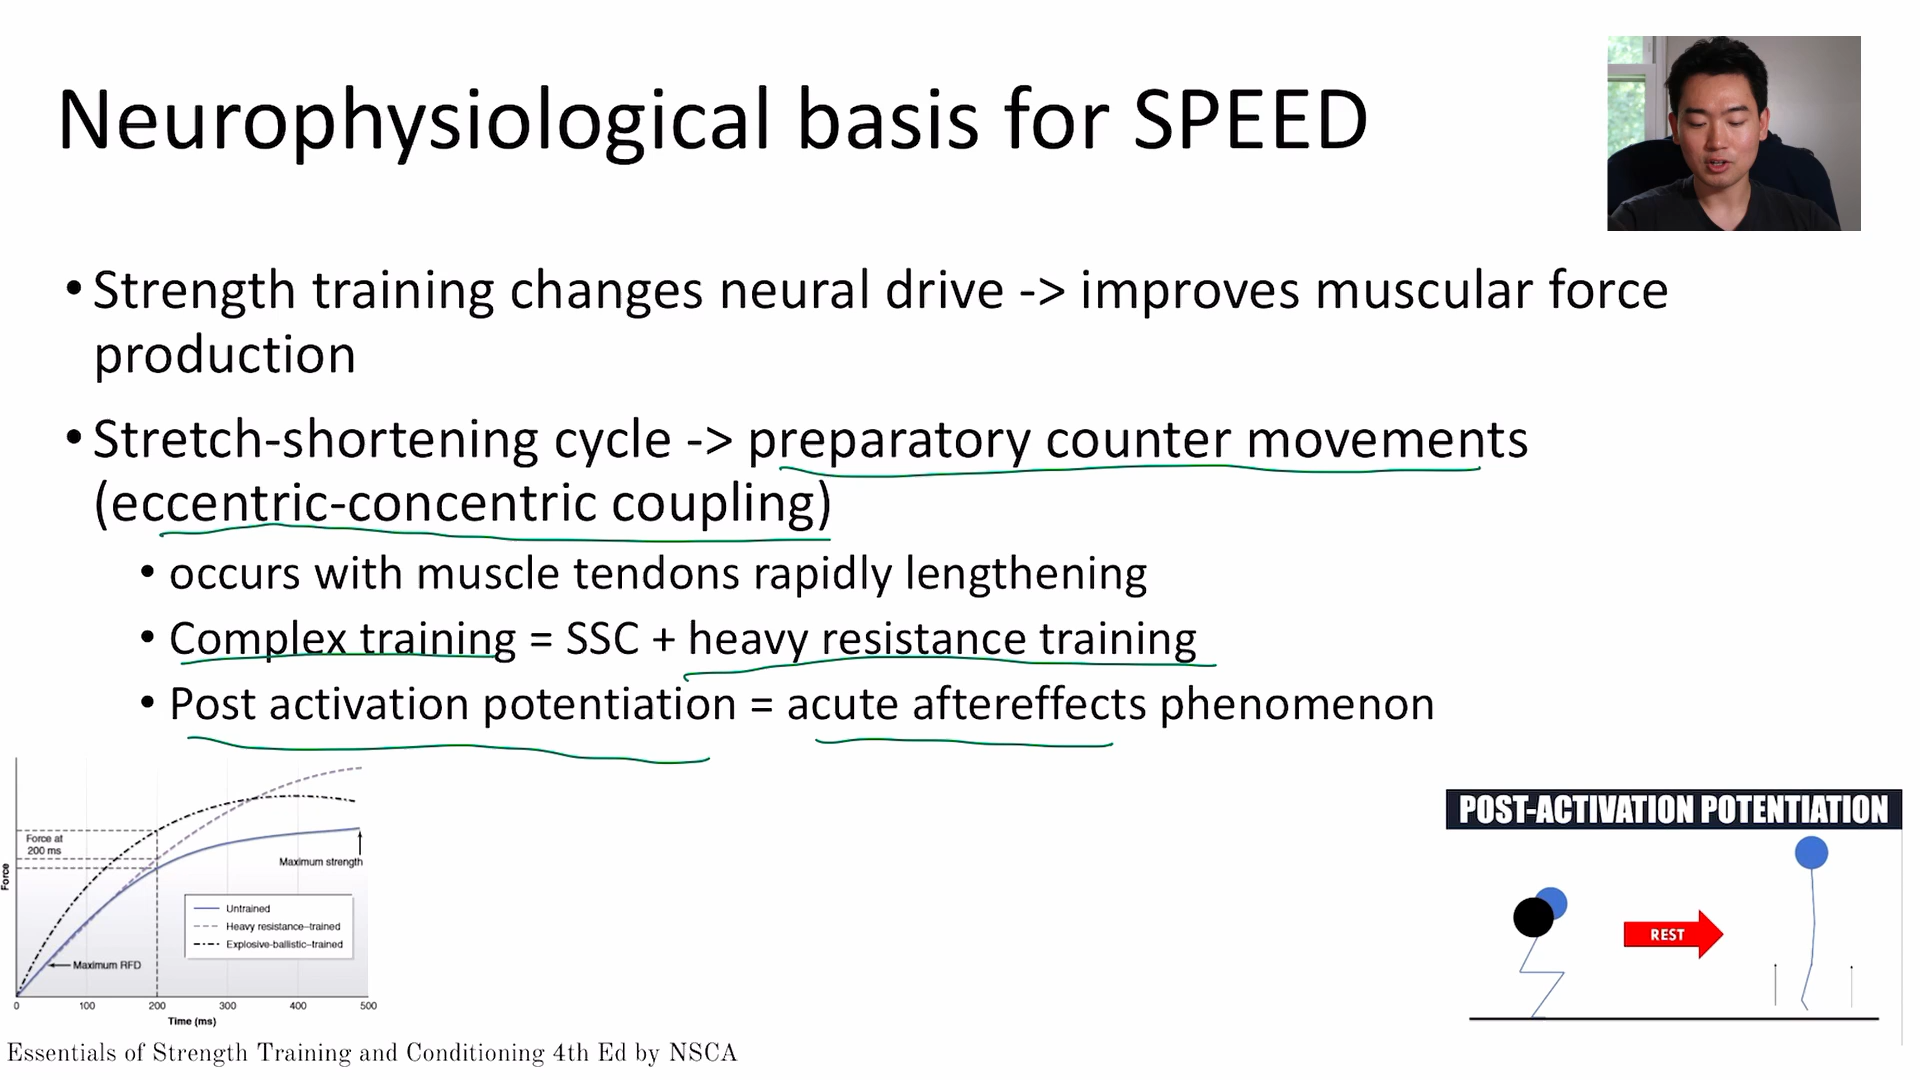 Neurophysiological basis for SPEED
• Strength training changes neural drive -> improves muscular force
production
• Stretch-shortening cycle -> preparatory counter movements
(eccentric-concentric coupling)
• occurs with muscle tendons rapidly lengthening
• Complex training = SSC + heavy resistance training
• Post activation potentiation = acute aftereffects phenomenon
Force
Force at
200 ms
Maximum strength
Untrained
Heavy resistance–trained
Explosive-ballistic–trained
Maximum RFD
0 100 200 300 400 500
Time (ms)
POST-ACTIVATION POTENTIATION
REST
Essentials of Strength Training and Conditioning 4th Ed by NSCA